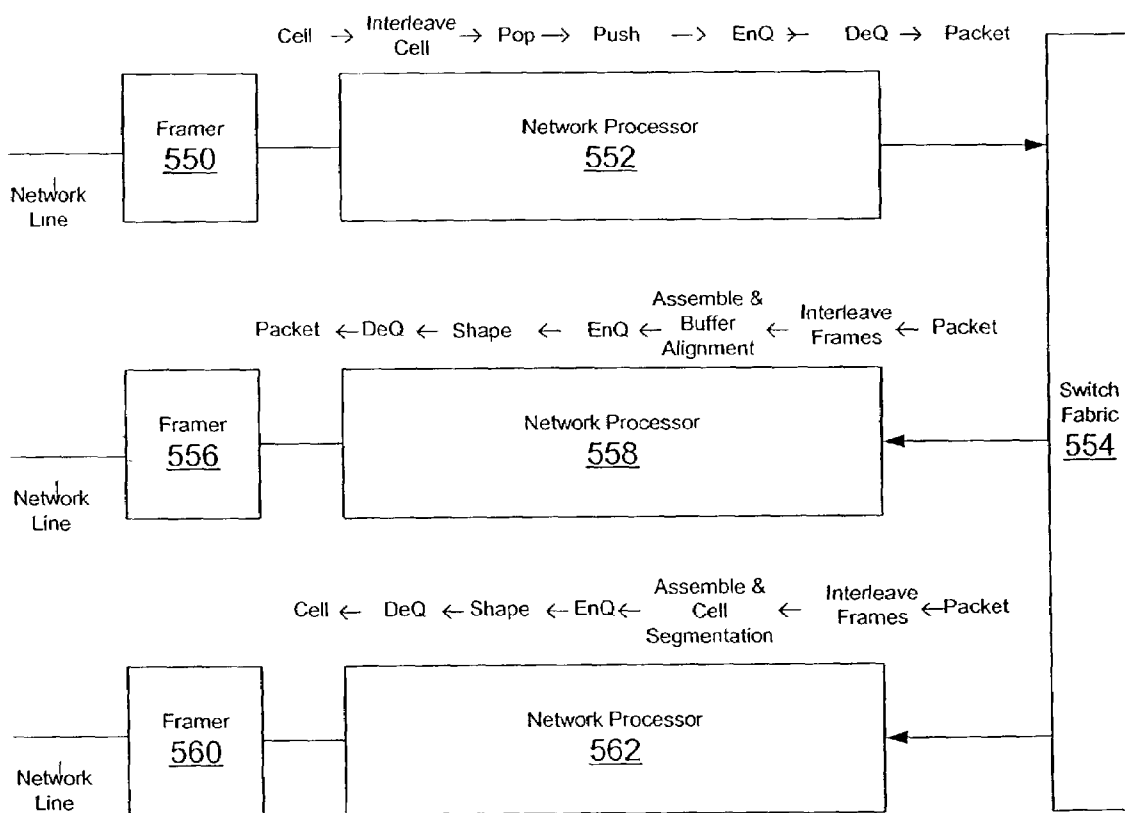 Cell → Interleave Cell → Pop → Push → EnQ → DeQ → Packet
Framer
550
Network Processor
552
Network
Line
Packet ← DeQ ← Shape ← EnQ ← Assemble & Buffer Alignment ← Interleave Frames ← Packet
Framer
556
Network Processor
558
Switch
Fabric
554
Network
Line
Cell ← DeQ ← Shape ← EnQ ← Assemble & Cell Segmentation ← Interleave Frames ← Packet
Framer
560
Network Processor
562
Network
Line